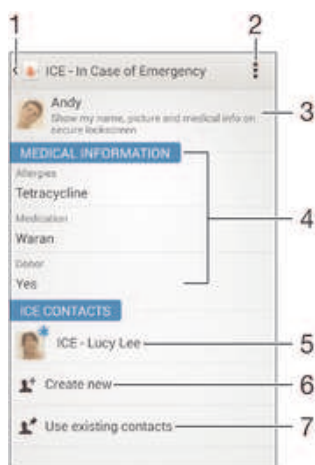 1 2
ICE - In Case of Emergency
Andy
Show my name, picture and medical info on
secure lockscreen
3
MEDICAL INFORMATION
Allergies
Tetracycline
4
Medication
Waran
Donor
Yes
ICE CONTACTS
ICE - Lucy Lee
5
Create new
6
Use existing contacts
7